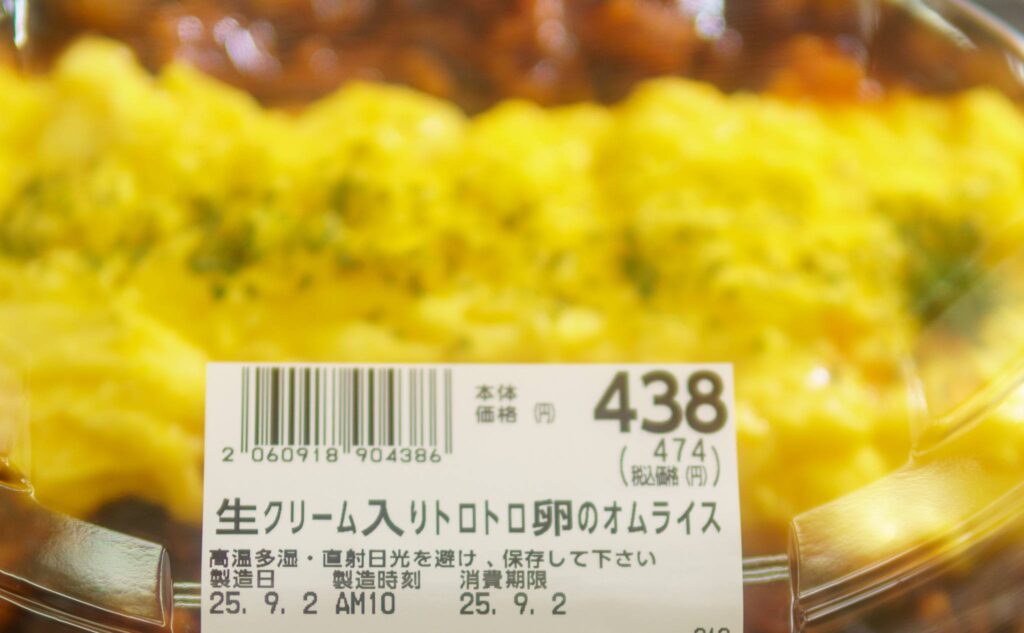 本体
価格 (円) 438
(474
税込価格(円))
2 060918 904386
生クリーム入りトロトロ卵のオムライス
高温多湿・直射日光を避け、保存して下さい
製造日 製造時刻 消費期限
25. 9. 2 AM10 25. 9. 2